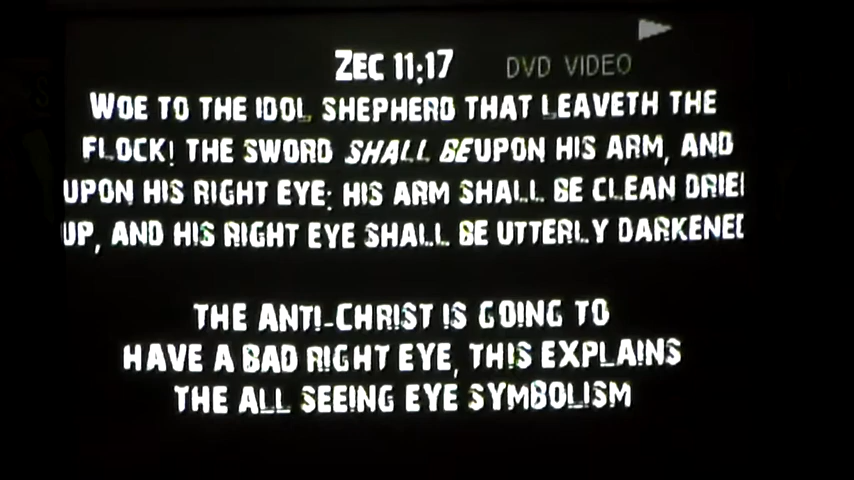 ZEC 11:17 DVD VIDEO
WOE TO THE IDOL SHEPHERD THAT LEAVETH THE
FLOCK! THE SWORD SHALL BEUPON HIS ARM, AND
UPON HIS RIGHT EYE: HIS ARM SHALL BE CLEAN DRIE
UP, AND HIS RIGHT EYE SHALL BE UTTERLY DARKENE
THE ANTI-CHRIST IS GOING TO
HAVE A BAD RIGHT EYE, THIS EXPLAINS
THE ALL SEEING EYE SYMBOLISM